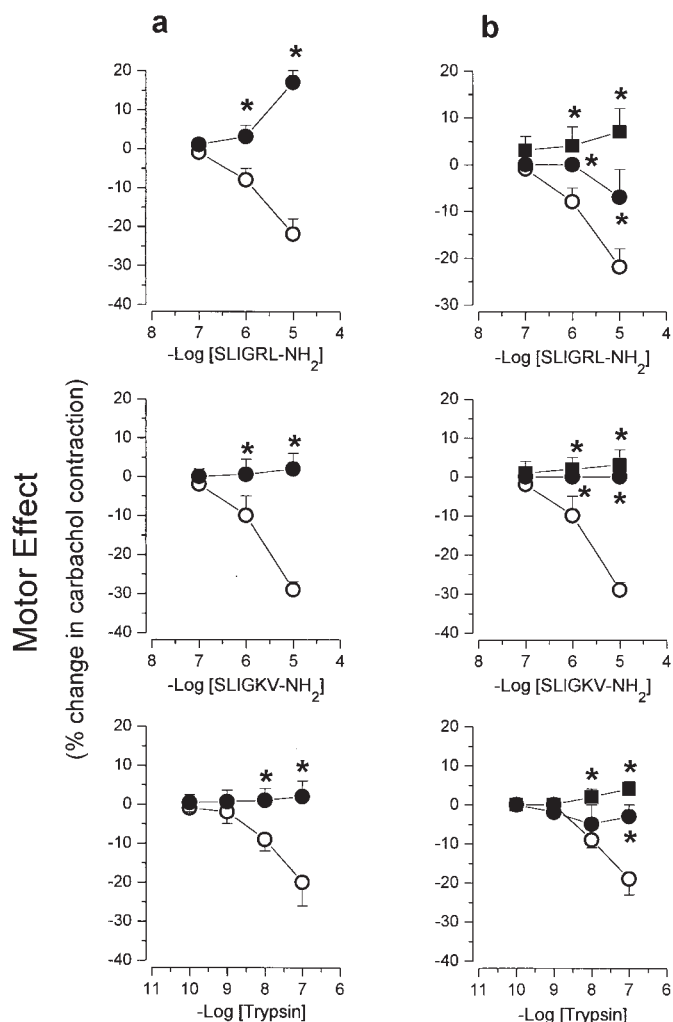 a
b
Motor Effect
(% change in carbachol contraction)
20
10
0
-10
-20
-30
-40
8 7 6 5 4
-Log [SLIGRL-NH2]
20
10
0
-10
-20
-30
8 7 6 5 4
-Log [SLIGRL-NH2]
20
10
0
-10
-20
-30
-40
8 7 6 5 4
-Log [SLIGKV-NH2]
20
10
0
-10
-20
-30
-40
8 7 6 5 4
-Log [SLIGKV-NH2]
20
10
0
-10
-20
-30
-40
11 10 9 8 7 6
-Log [Trypsin]
20
10
0
-10
-20
-30
-40
11 10 9 8 7 6
-Log [Trypsin]